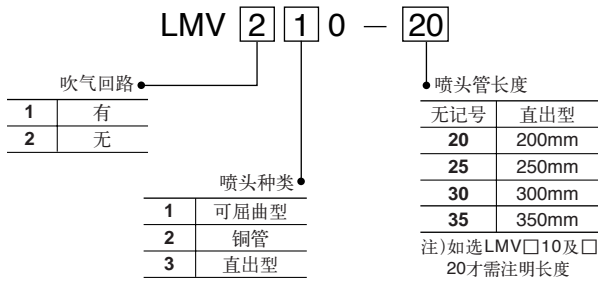 LMV 2 1 0 — 20
吹气回路
1 有
2 无
喷头种类
1 可屈曲型
2 铜管
3 直出型
喷头管长度
无记号 直出型
20 200mm
25 250mm
30 300mm
35 350mm
注)如选LMV□10及□
20才需注明长度